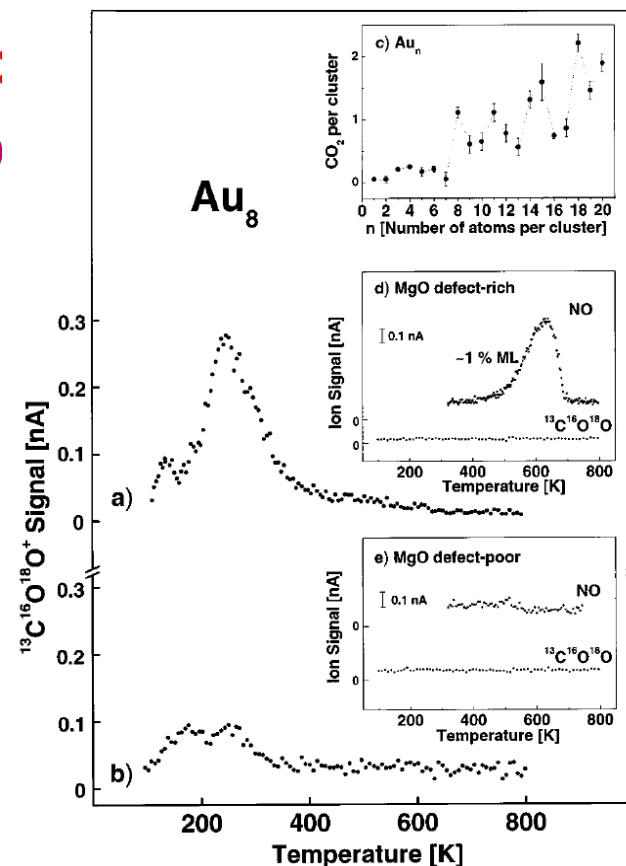 c) Auₙ
CO₂ per cluster
2
1
0
0 2 4 6 8 10 12 14 16 18 20
n [Number of atoms per cluster]
Au₈
d) MgO defect-rich
NO
0.1 nA
~1 % ML
Ion Signal [nA]
0
0
¹³C¹⁶O¹⁸O
200 400 600 800
Temperature [K]
e) MgO defect-poor
NO
0.1 nA
Ion Signal [nA]
0
0
¹³C¹⁶O¹⁸O
200 400 600 800
Temperature [K]
¹³C¹⁶O¹⁸O⁺ Signal [nA]
0.3
0.2
0.1
0
a)
0.3
0.2
0.1
0
b)
200 400 600 800
Temperature [K]